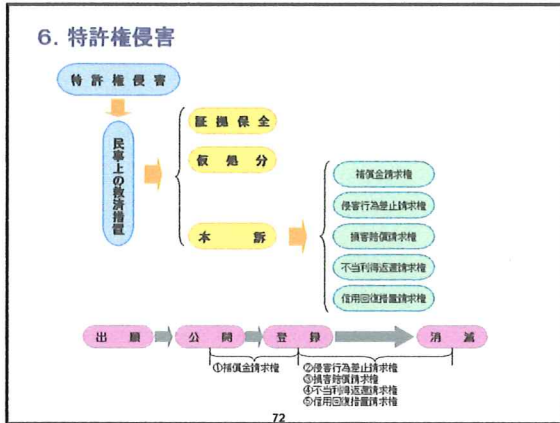 6. 特許権侵害
特許権侵害
民事上の救済措置
証拠保全
仮処分
本訴
補償金請求権
侵害行為差止請求権
損害賠償請求権
不当利得返還請求権
信用回復措置請求権
出願
公開
登録
消滅
①補償金請求権
②侵害行為差止請求権
③損害賠償請求権
④不当利得返還請求権
⑤信用回復措置請求権
72